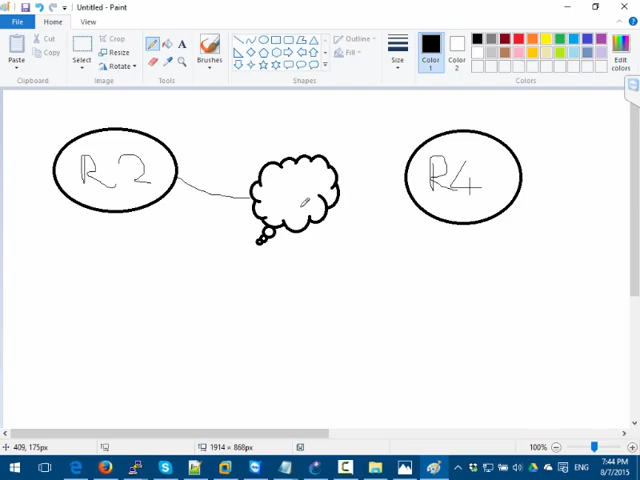 Untitled - Paint
File
Home
View
Paste
Cut
Copy
Clipboard
Select
Crop
Resize
Rotate
Image
Tools
Brushes
Shapes
Outline
Fill
Size
Color 1
Color 2
Edit colors
Colors
R2
R4
409, 175px
1914 × 868px
100%
ENG
7:44 PM
8/7/2015